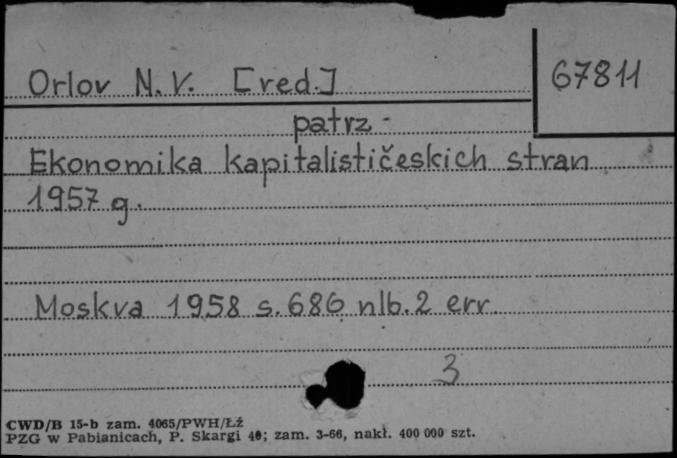 Orlov N.V. [red.]
67811
patrz -
Ekonomika kapitalističeskich stran
1957 g.
Moskva 1958 s. 686 nlb. 2 err.
3
CWD/B 15-b zam. 4065/PWH/Łż
PZG w Pabianicach, P. Skargi 40; zam. 3-66, nakł. 400 000 szt.